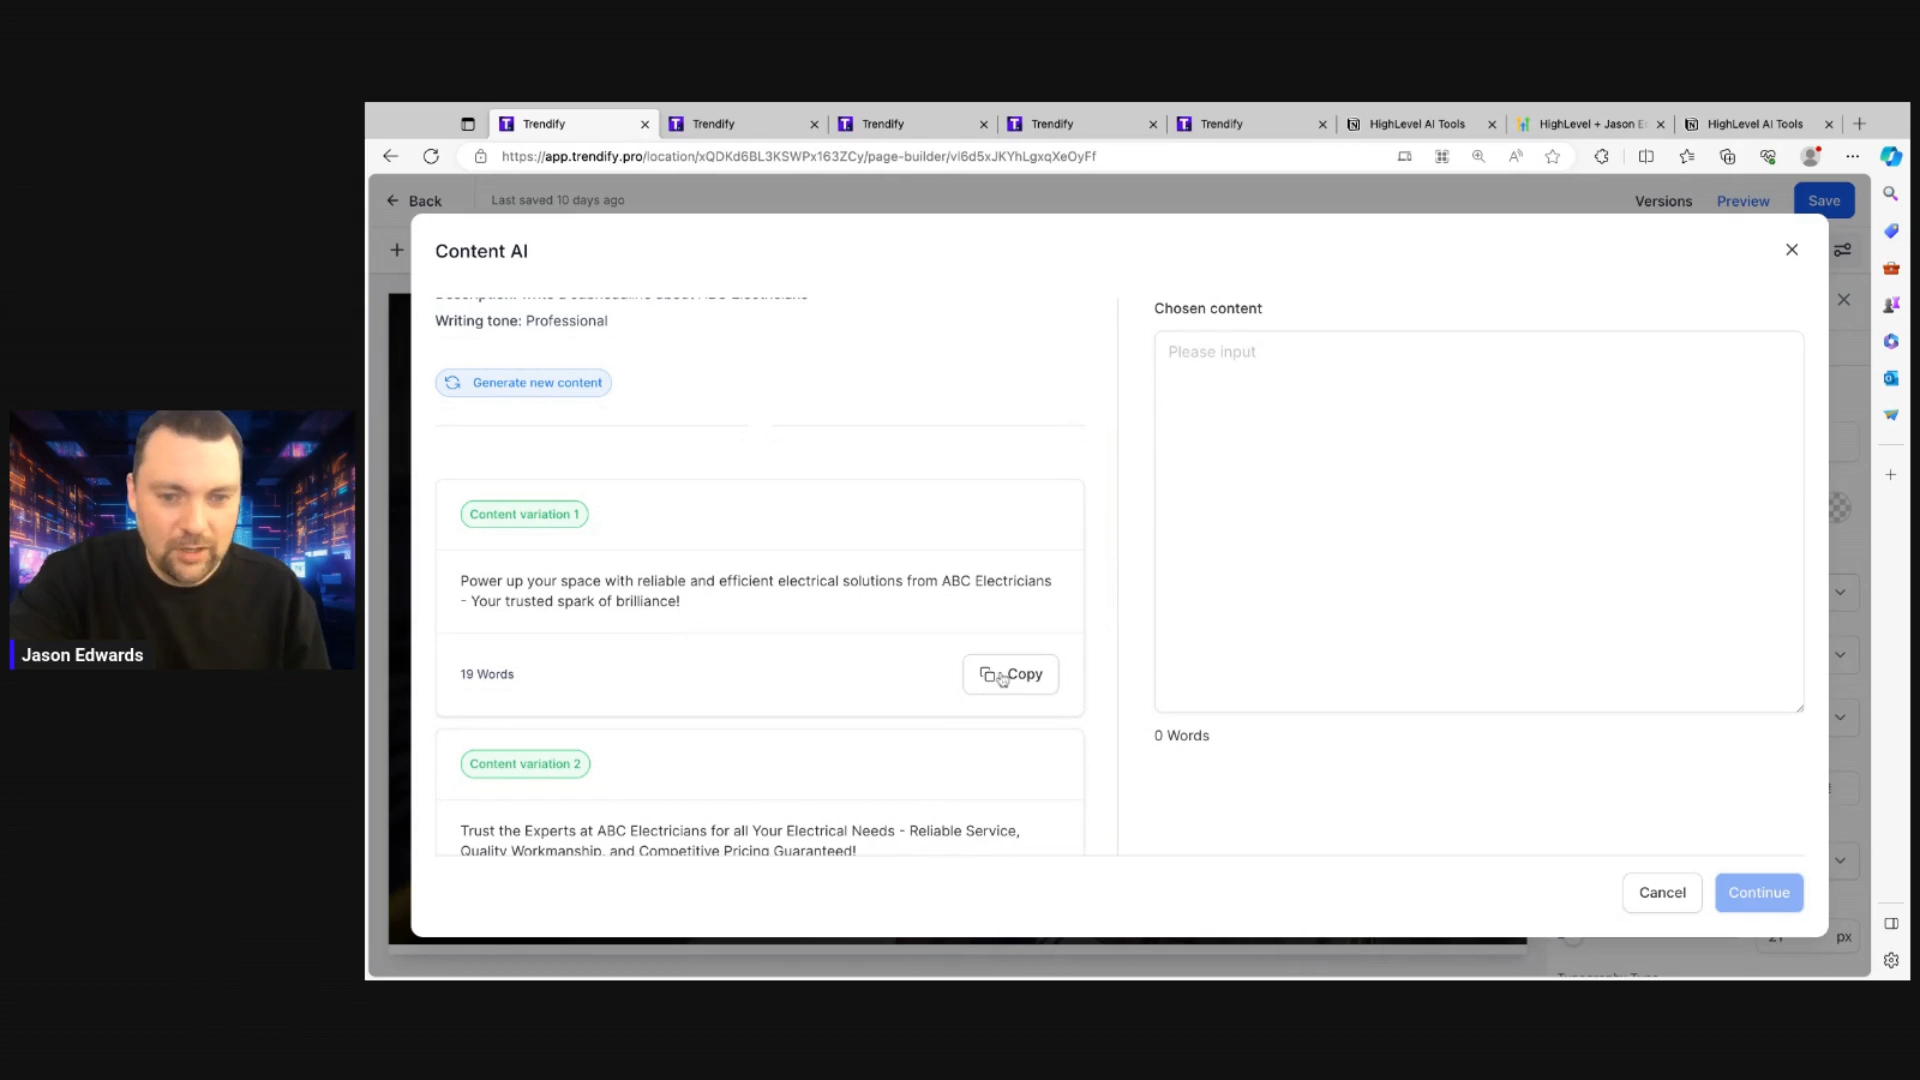 Trendify
Trendify
Trendify
Trendify
Trendify
HighLevel AI Tools
HighLevel + Jason E
HighLevel AI Tools
https://app.trendify.pro/location/xQDKd6BL3KSWPx163ZCy/page-builder/vl6d5xJKYhLgxqXeOyFf
Back
Last saved 10 days ago
Versions
Preview
Save
Content AI
Writing tone: Professional
Generate new content
Content variation 1
Power up your space with reliable and efficient electrical solutions from ABC Electricians
- Your trusted spark of brilliance!
19 Words
Copy
Content variation 2
Trust the Experts at ABC Electricians for all Your Electrical Needs - Reliable Service,
Quality Workmanship, and Competitive Pricing Guaranteed!
Chosen content
Please input
0 Words
Cancel
Continue
px
Jason Edwards